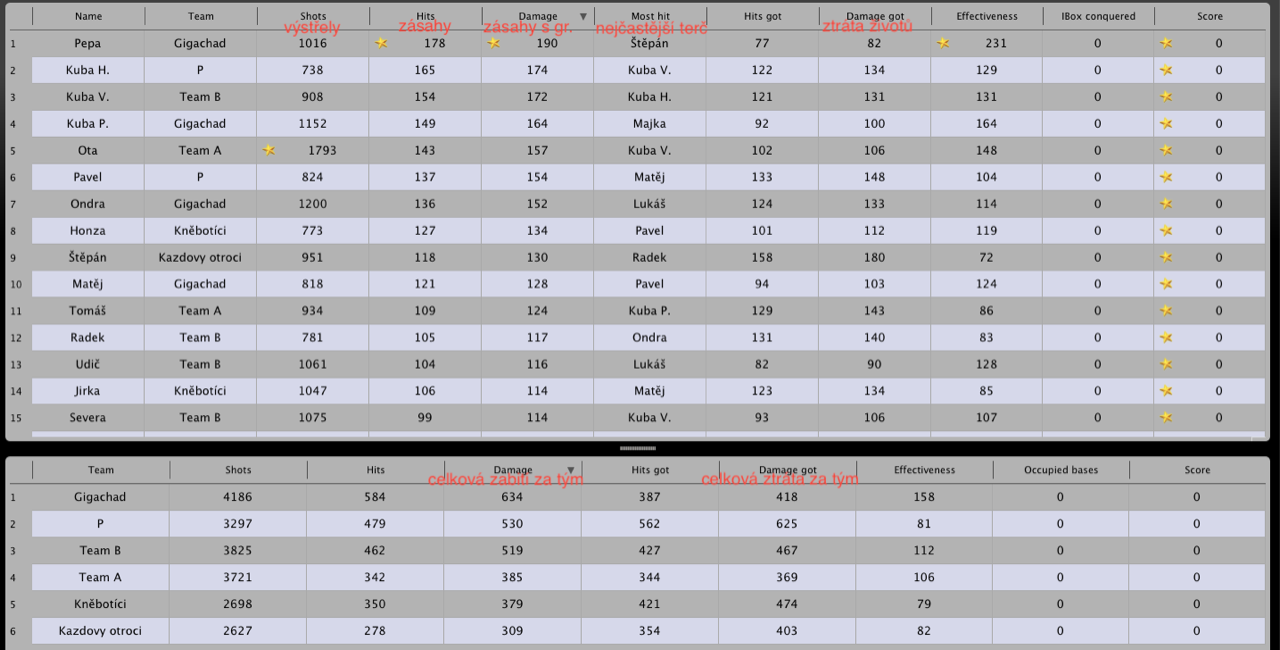 Name Team Shots Hits Damage Most hit Hits got Damage got Effectiveness IBox conquered Score
výstřely zásahy zásahy s gr. nejčastější terč ztráta životů
1 Pepa Gigachad 1016 178 190 Štěpán 77 82 231 0 0
2 Kuba H. P 738 165 174 Kuba V. 122 134 129 0 0
3 Kuba V. Team B 908 154 172 Kuba H. 121 131 131 0 0
4 Kuba P. Gigachad 1152 149 164 Majka 92 100 164 0 0
5 Ota Team A 1793 143 157 Kuba V. 102 106 148 0 0
6 Pavel P 824 137 154 Matěj 133 148 104 0 0
7 Ondra Gigachad 1200 136 152 Lukáš 124 133 114 0 0
8 Honza Kněbotíci 773 127 134 Pavel 101 112 119 0 0
9 Štěpán Kazdovy otroci 951 118 130 Radek 158 180 72 0 0
10 Matěj Gigachad 818 121 128 Pavel 94 103 124 0 0
11 Tomáš Team A 934 109 124 Kuba P. 129 143 86 0 0
12 Radek Team B 781 105 117 Ondra 131 140 83 0 0
13 Udič Team B 1061 104 116 Lukáš 82 90 128 0 0
14 Jirka Kněbotíci 1047 106 114 Matěj 123 134 85 0 0
15 Severa Team B 1075 99 114 Kuba V. 93 106 107 0 0
Team Shots Hits Damage Hits got Damage got Effectiveness Occupied bases Score
celková zabití za tým celková ztráta za tým
1 Gigachad 4186 584 634 387 418 158 0 0
2 P 3297 479 530 562 625 81 0 0
3 Team B 3825 462 519 427 467 112 0 0
4 Team A 3721 342 385 344 369 106 0 0
5 Kněbotíci 2698 350 379 421 474 79 0 0
6 Kazdovy otroci 2627 278 309 354 403 82 0 0